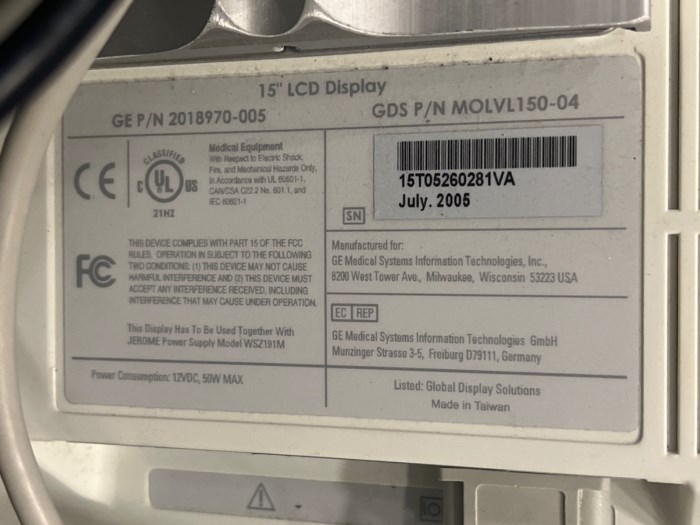 15" LCD Display
GE P/N 2018970-005
GDS P/N MOLVL150-04
CE
CLASSIFIED
C UL US
21HZ
Medical Equipment
With Respect to Electric Shock,
Fire, and Mechanical Hazards Only,
In Accordance with UL 60601-1,
CAN/CSA C22.2 No. 601.1, and
IEC 60601-1
SN
15T05260281VA
July. 2005
FC
THIS DEVICE COMPLIES WITH PART 15 OF THE FCC
RULES. OPERATION IN SUBJECT TO THE FOLLOWING
TWO CONDITIONS: (1) THIS DEVICE MAY NOT CAUSE
HARMFUL INTERFERENCE AND (2) THIS DEVICE MUST
ACCEPT ANY INTERFERENCE RECEIVED, INCLUDING
INTERFERENCE THAT MAY CAUSE UNDER OPERATION.
This Display Has To Be Used Together With
JEROME Power Supply Model WSZ191M
Power Consumption: 12VDC, 50W MAX
Manufactured for:
GE Medical Systems Information Technologies, Inc.,
8200 West Tower Ave., Milwaukee, Wisconsin 53223 USA
EC REP
GE Medical Systems Information Technologies GmbH
Munzinger Strasse 3-5, Freiburg D79111, Germany
Listed: Global Display Solutions
Made in Taiwan